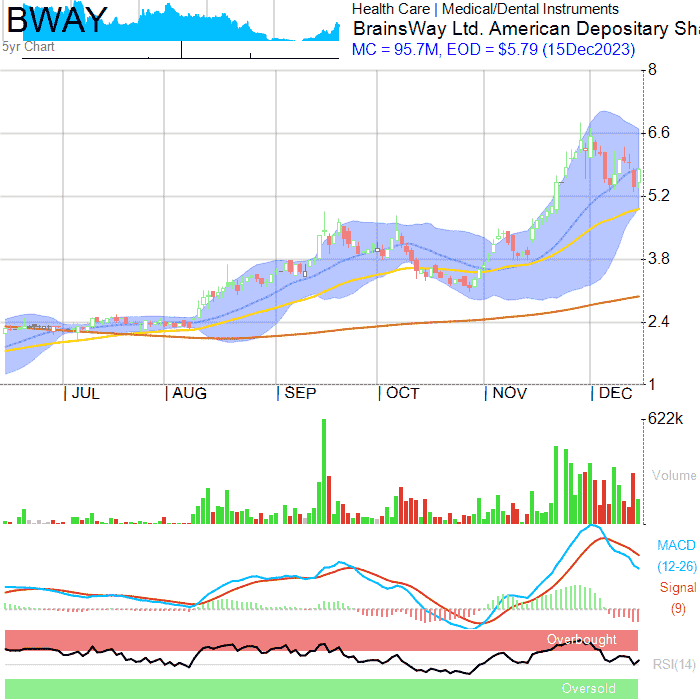 BWAY
5yr Chart
Health Care | Medical/Dental Instruments
BrainsWay Ltd. American Depositary Sha
MC = 95.7M, EOD = $5.79 (15Dec2023)
8
6.6
5.2
3.8
2.4
1
JUL
AUG
SEP
OCT
NOV
DEC
622k
Volume
MACD
(12-26)
Signal
(9)
Overbought
RSI(14)
Oversold